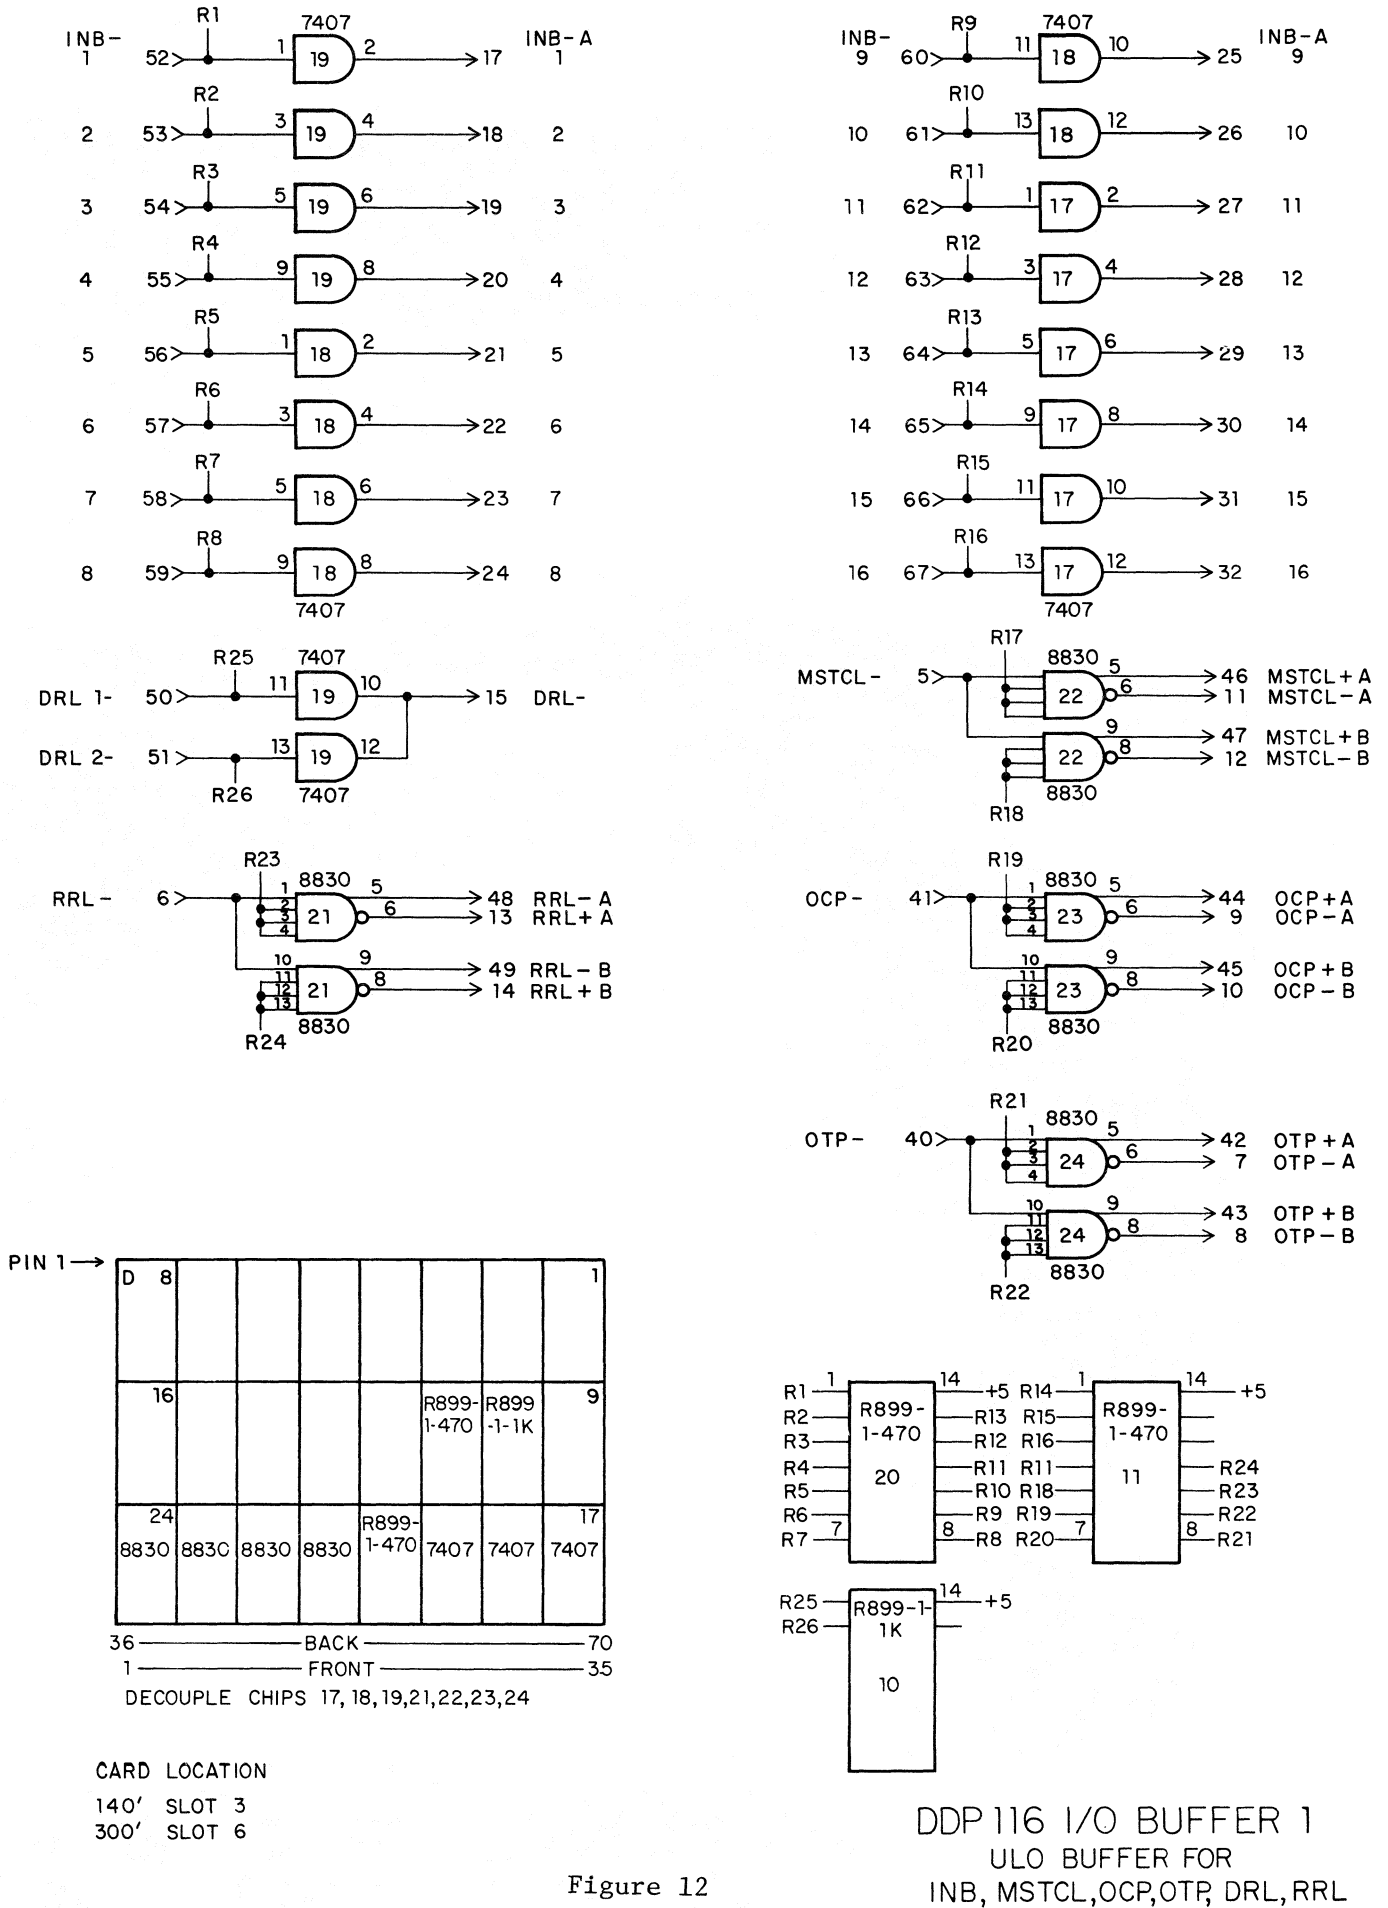 R1 7407
INB- 1 52 1 19 2 17 INB-A 1
R2
2 53 3 19 4 18 2
R3
3 54 5 19 6 19 3
R4
4 55 9 19 8 20 4
R5
5 56 1 18 2 21 5
R6
6 57 3 18 4 22 6
R7
7 58 5 18 6 23 7
R8
8 59 9 18 8 24 8
7407
R9 7407
INB- 9 60 11 18 10 25 INB-A 9
R10
10 61 13 18 12 26 10
R11
11 62 1 17 2 27 11
R12
12 63 3 17 4 28 12
R13
13 64 5 17 6 29 13
R14
14 65 9 17 8 30 14
R15
15 66 11 17 10 31 15
R16
16 67 13 17 12 32 16
7407
R25 7407
DRL 1- 50 11 19 10 15 DRL-
DRL 2- 51 13 19 12
R26 7407
R17 8830
MSTCL- 5 22 5 46 MSTCL+A
6 11 MSTCL-A
22 9 47 MSTCL+B
8 12 MSTCL-B
R18 8830
R23 8830
RRL- 6 1 5 48 RRL-A
2 3 4 21 6 13 RRL+A
10 9 49 RRL-B
11 12 13 21 8 14 RRL+B
R24 8830
R19 8830
OCP- 41 1 5 44 OCP+A
2 3 4 23 6 9 OCP-A
10 9 45 OCP+B
11 12 13 23 8 10 OCP-B
R20 8830
R21 8830
OTP- 40 1 5 42 OTP+A
2 3 4 24 6 7 OTP-A
10 9 43 OTP+B
11 12 13 24 8 8 OTP-B
R22 8830
PIN 1
D 8 1
16 R899-1-470 R899-1-1K 9
24 R899-1-470 17
8830 8830 8830 8830 7407 7407 7407
36 BACK 70
1 FRONT 35
DECOUPLE CHIPS 17,18,19,21,22,23,24
R1 1 14 +5
R2 R899- R13
R3 1-470 R12
R4 R11
R5 20 R10
R6 R9
R7 7 8 R8
R14 1 14 +5
R15 R899-
R16 1-470
R11 11 R24
R18 R23
R19 R22
R20 7 8 R21
R25 R899-1- 14 +5
R26 1K
10
CARD LOCATION
140' SLOT 3
300' SLOT 6
DDP116 I/O BUFFER 1
ULO BUFFER FOR
INB, MSTCL,OCP,OTP, DRL,RRL
Figure 12